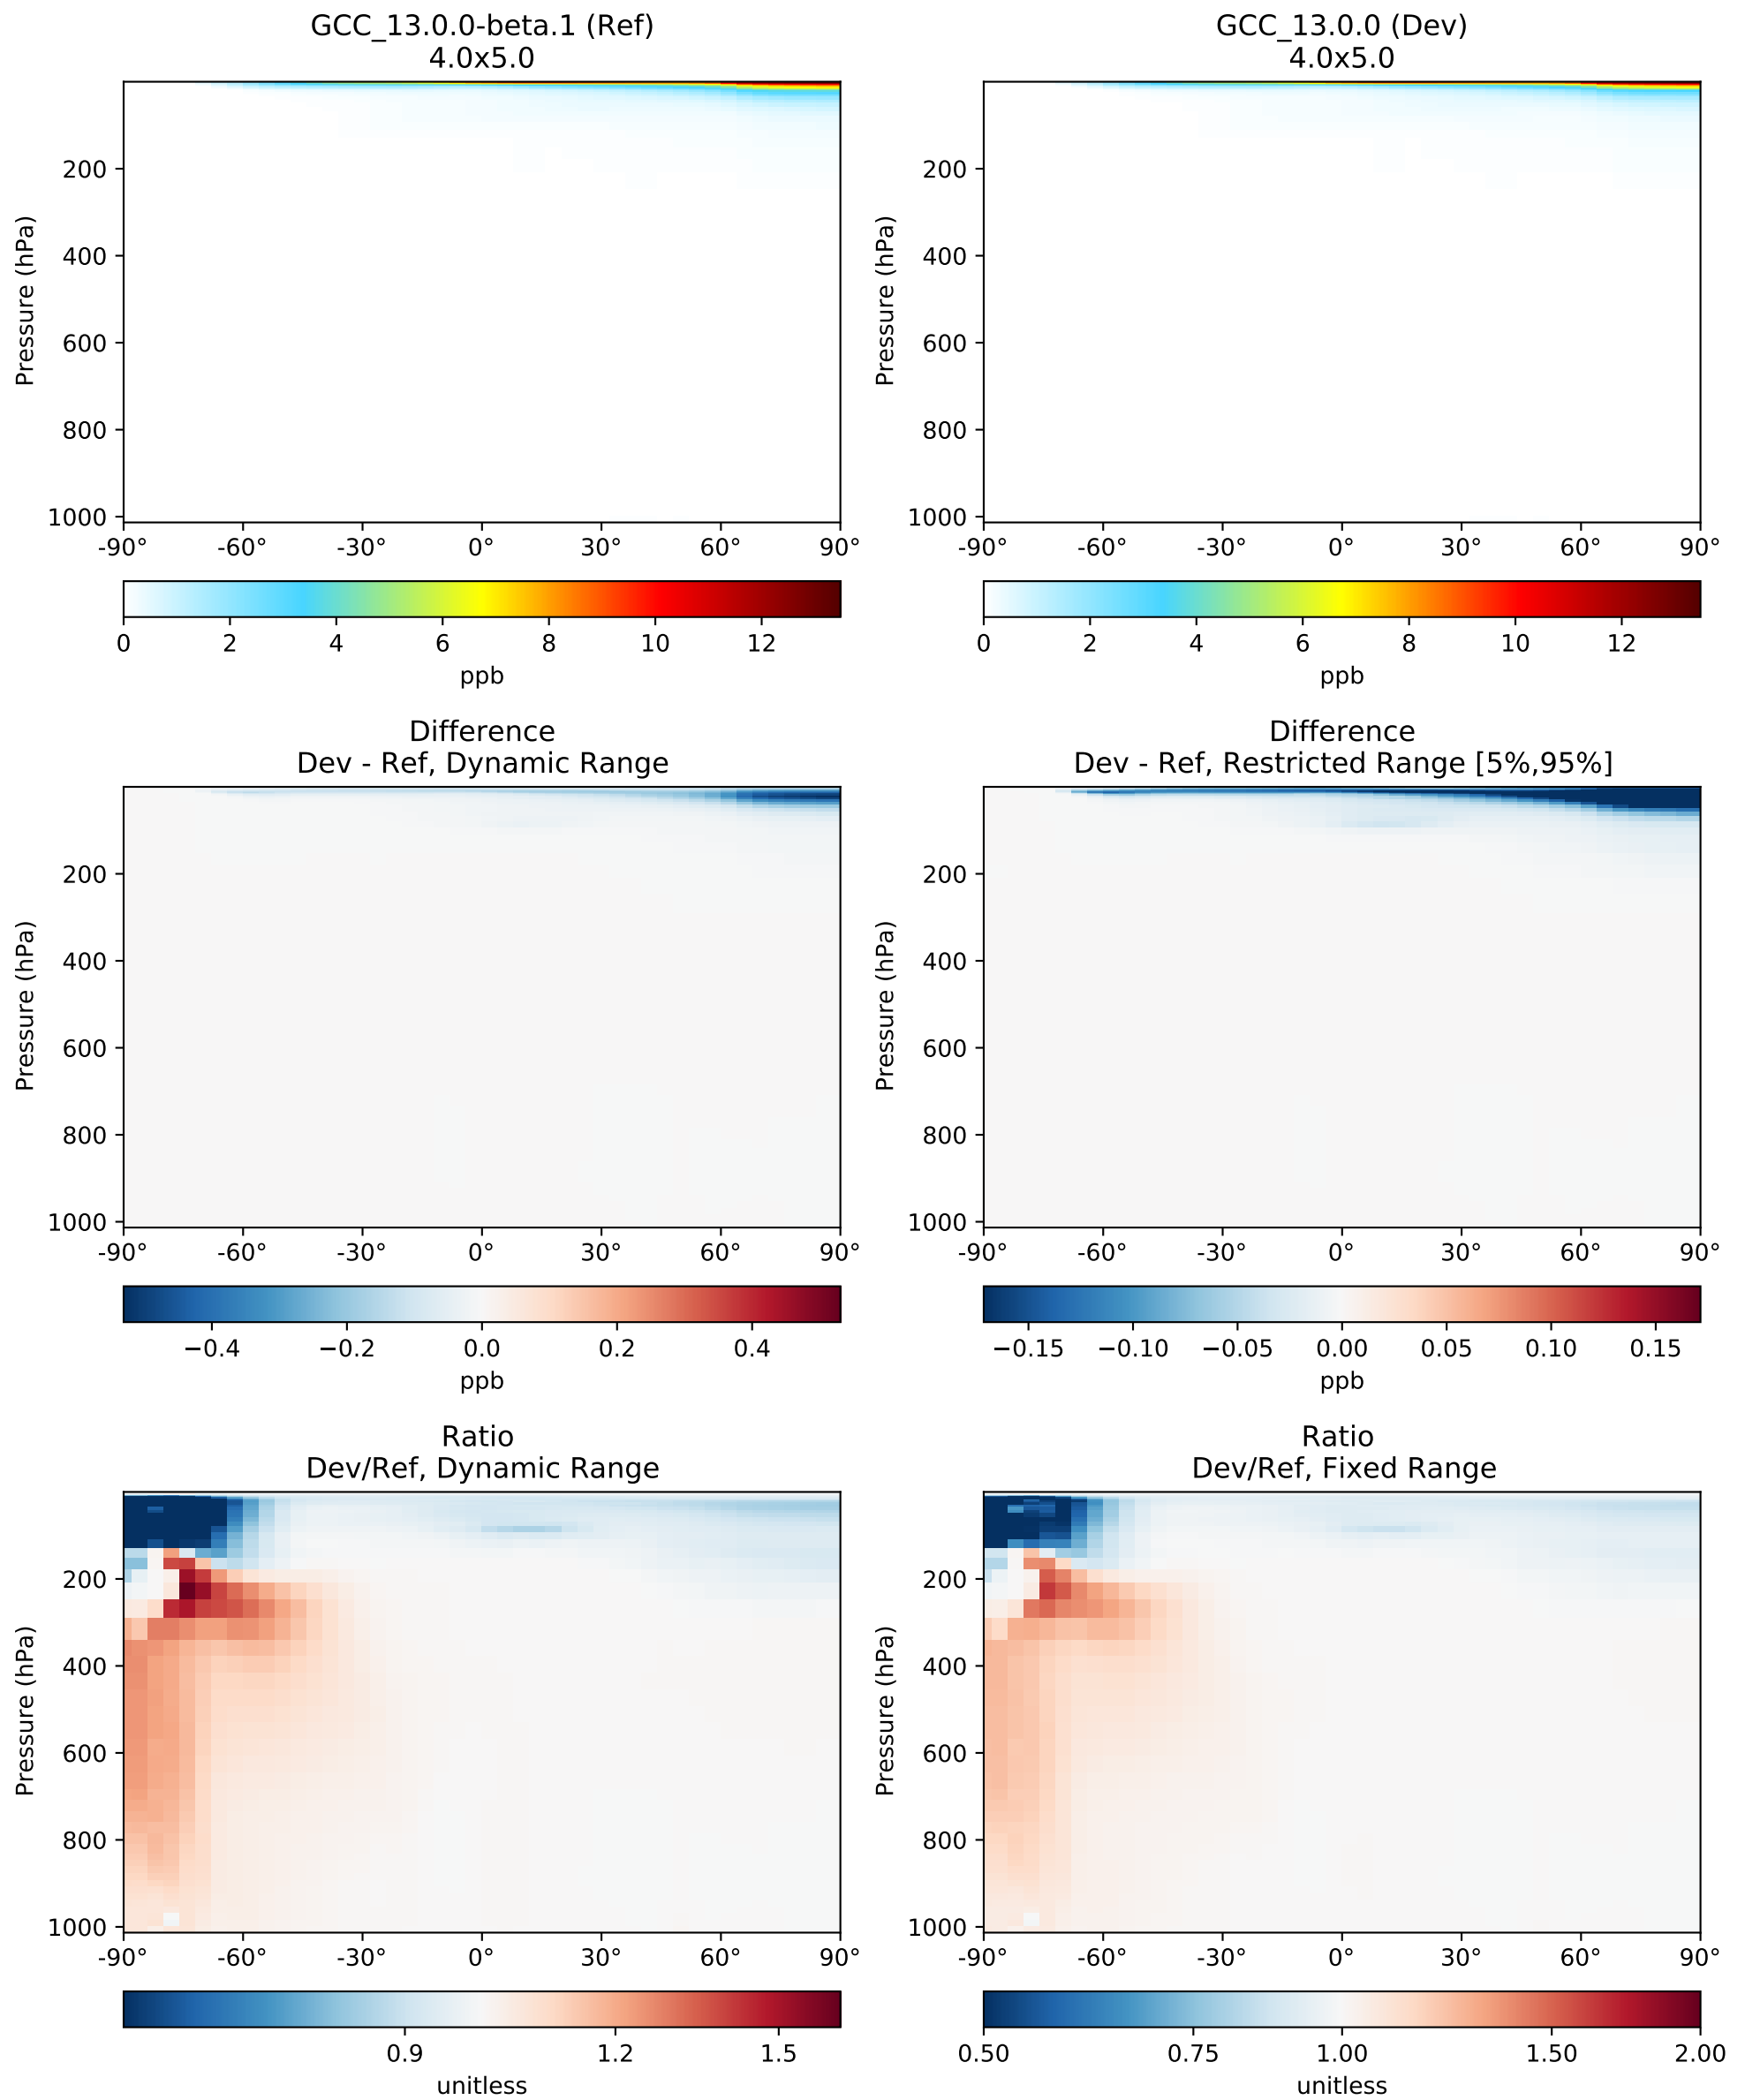 GCC_13.0.0-beta.1 (Ref)
4.0x5.0
GCC_13.0.0 (Dev)
4.0x5.0
Pressure (hPa)
200
400
600
800
1000
-90° -60° -30° 0° 30° 60° 90°
0 2 4 6 8 10 12
ppb
Pressure (hPa)
200
400
600
800
1000
-90° -60° -30° 0° 30° 60° 90°
0 2 4 6 8 10 12
ppb
Difference
Dev - Ref, Dynamic Range
Difference
Dev - Ref, Restricted Range [5%,95%]
Pressure (hPa)
200
400
600
800
1000
-90° -60° -30° 0° 30° 60° 90°
−0.4 −0.2 0.0 0.2 0.4
ppb
Pressure (hPa)
200
400
600
800
1000
-90° -60° -30° 0° 30° 60° 90°
−0.15 −0.10 −0.05 0.00 0.05 0.10 0.15
ppb
Ratio
Dev/Ref, Dynamic Range
Ratio
Dev/Ref, Fixed Range
Pressure (hPa)
200
400
600
800
1000
-90° -60° -30° 0° 30° 60° 90°
0.9 1.2 1.5
unitless
Pressure (hPa)
200
400
600
800
1000
-90° -60° -30° 0° 30° 60° 90°
0.50 0.75 1.00 1.50 2.00
unitless